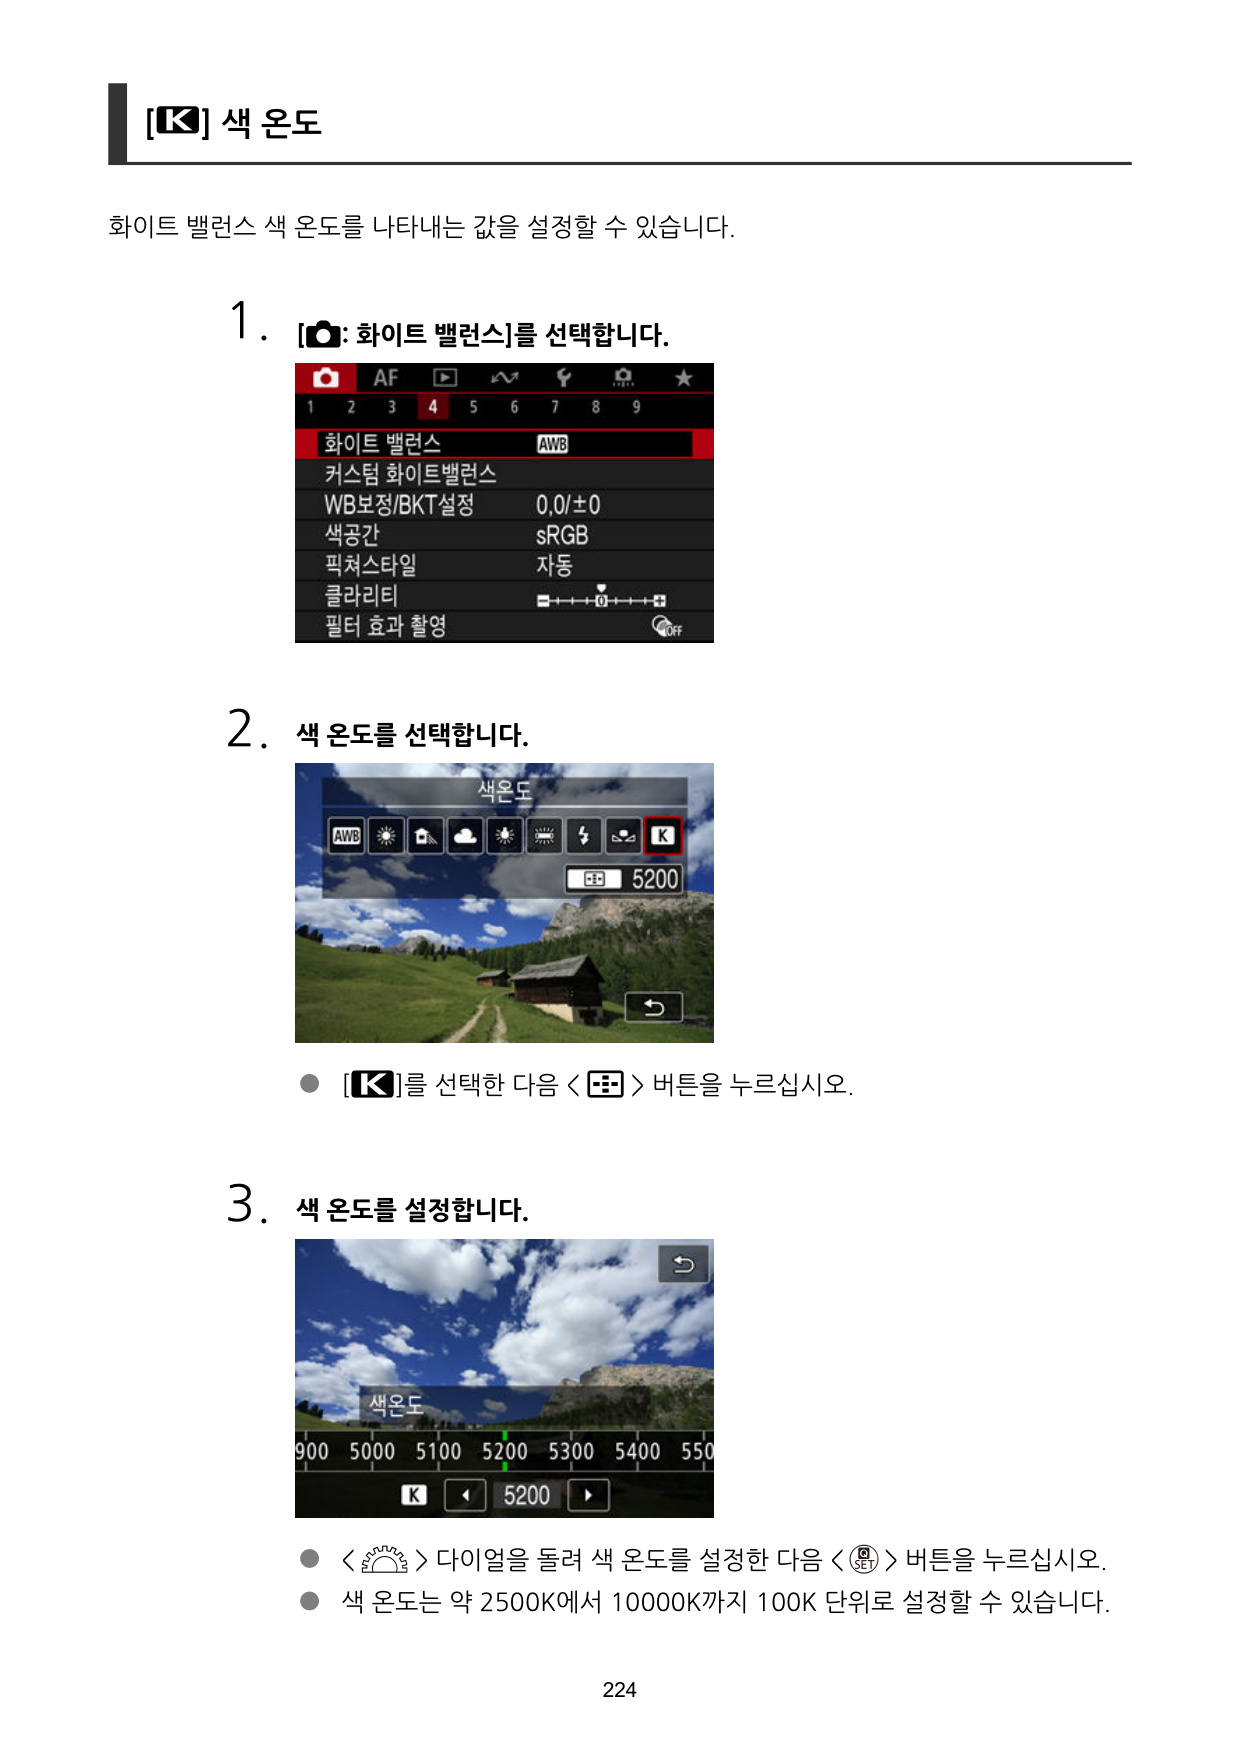 [K] 색 온도
화이트 밸런스 색 온도를 나타내는 값을 설정할 수 있습니다.
1. [: 화이트 밸런스]를 선택합니다.
AF
1 2 3 4 5 6 7 8 9
화이트 밸런스 AWB
커스텀 화이트밸런스
WB보정/BKT설정 0,0/±0
색공간 sRGB
픽쳐스타일 자동
클라리티 0
필터 효과 촬영 OFF
2. 색 온도를 선택합니다.
색온도
AWB K
5200
[K]를 선택한 다음 < > 버튼을 누르십시오.
3. 색 온도를 설정합니다.
색온도
900 5000 5100 5200 5300 5400 550
K 5200
< > 다이얼을 돌려 색 온도를 설정한 다음 < Q SET > 버튼을 누르십시오.
색 온도는 약 2500K에서 10000K까지 100K 단위로 설정할 수 있습니다.
224